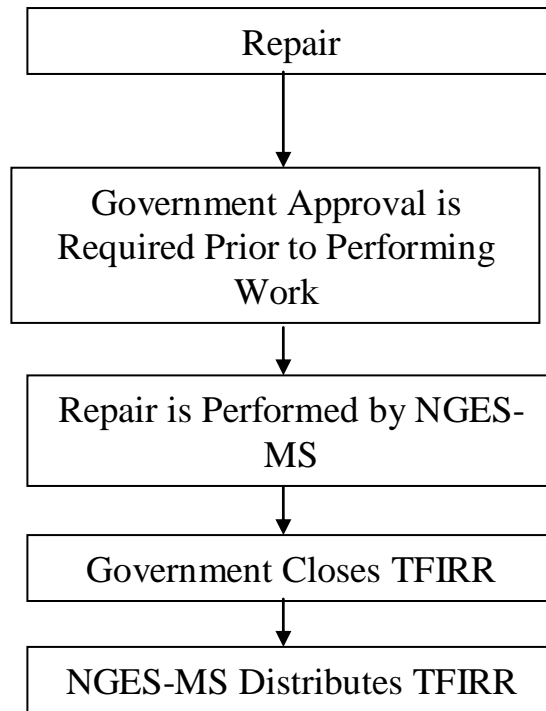 Repair
Government Approval is
Required Prior to Performing
Work
Repair is Performed by NGES-
MS
Government Closes TFIRR
NGES-MS Distributes TFIRR